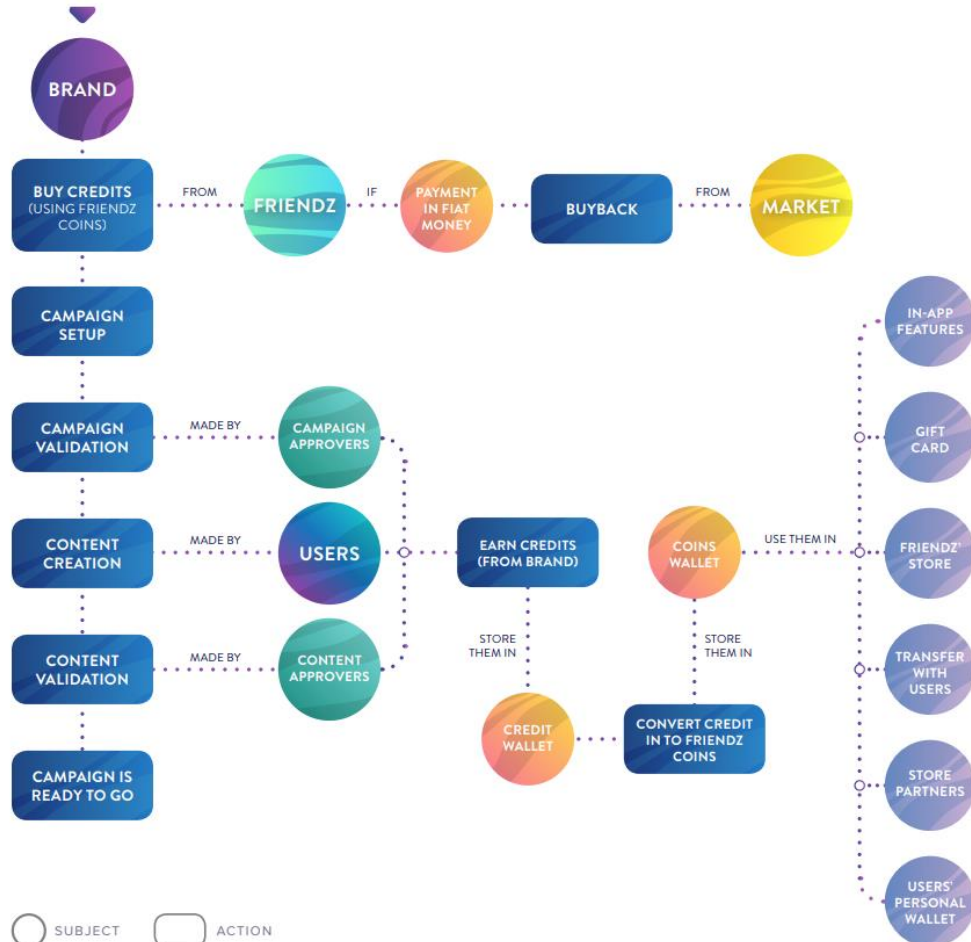 BRAND
BUY CREDITS
(USING FRIENDZ
COINS)
FROM
FRIENDZ
IF
PAYMENT
IN FIAT
MONEY
BUYBACK
FROM
MARKET
CAMPAIGN
SETUP
IN-APP
FEATURES
CAMPAIGN
VALIDATION
MADE BY
CAMPAIGN
APPROVERS
GIFT
CARD
CONTENT
CREATION
MADE BY
USERS
EARN CREDITS
(FROM BRAND)
COINS
WALLET
USE THEM IN
FRIENDZ'
STORE
CONTENT
VALIDATION
MADE BY
CONTENT
APPROVERS
STORE
THEM IN
STORE
THEM IN
TRANSFER
WITH
USERS
CREDIT
WALLET
CONVERT CREDIT
IN TO FRIENDZ
COINS
CAMPAIGN IS
READY TO GO
STORE
PARTNERS
USERS'
PERSONAL
WALLET
SUBJECT
ACTION